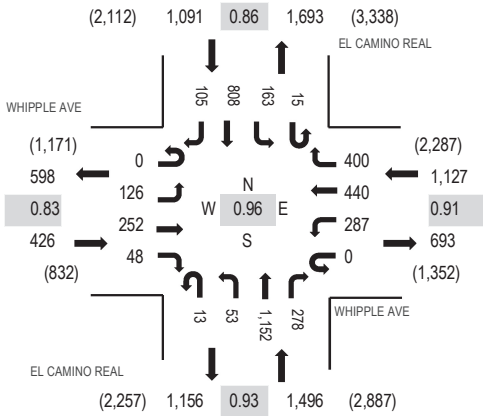 (2,112) 1,091 0.86 1,693 (3,338)
EL CAMINO REAL
WHIPPLE AVE
105 808 163 15
(1,171)
598
0.83
426
(832)
0
126
252
48
N
W 0.96 E
S
400
440
287
0
(2,287)
1,127
0.91
693
(1,352)
13 53 1,152 278
WHIPPLE AVE
EL CAMINO REAL
(2,257) 1,156 0.93 1,496 (2,887)